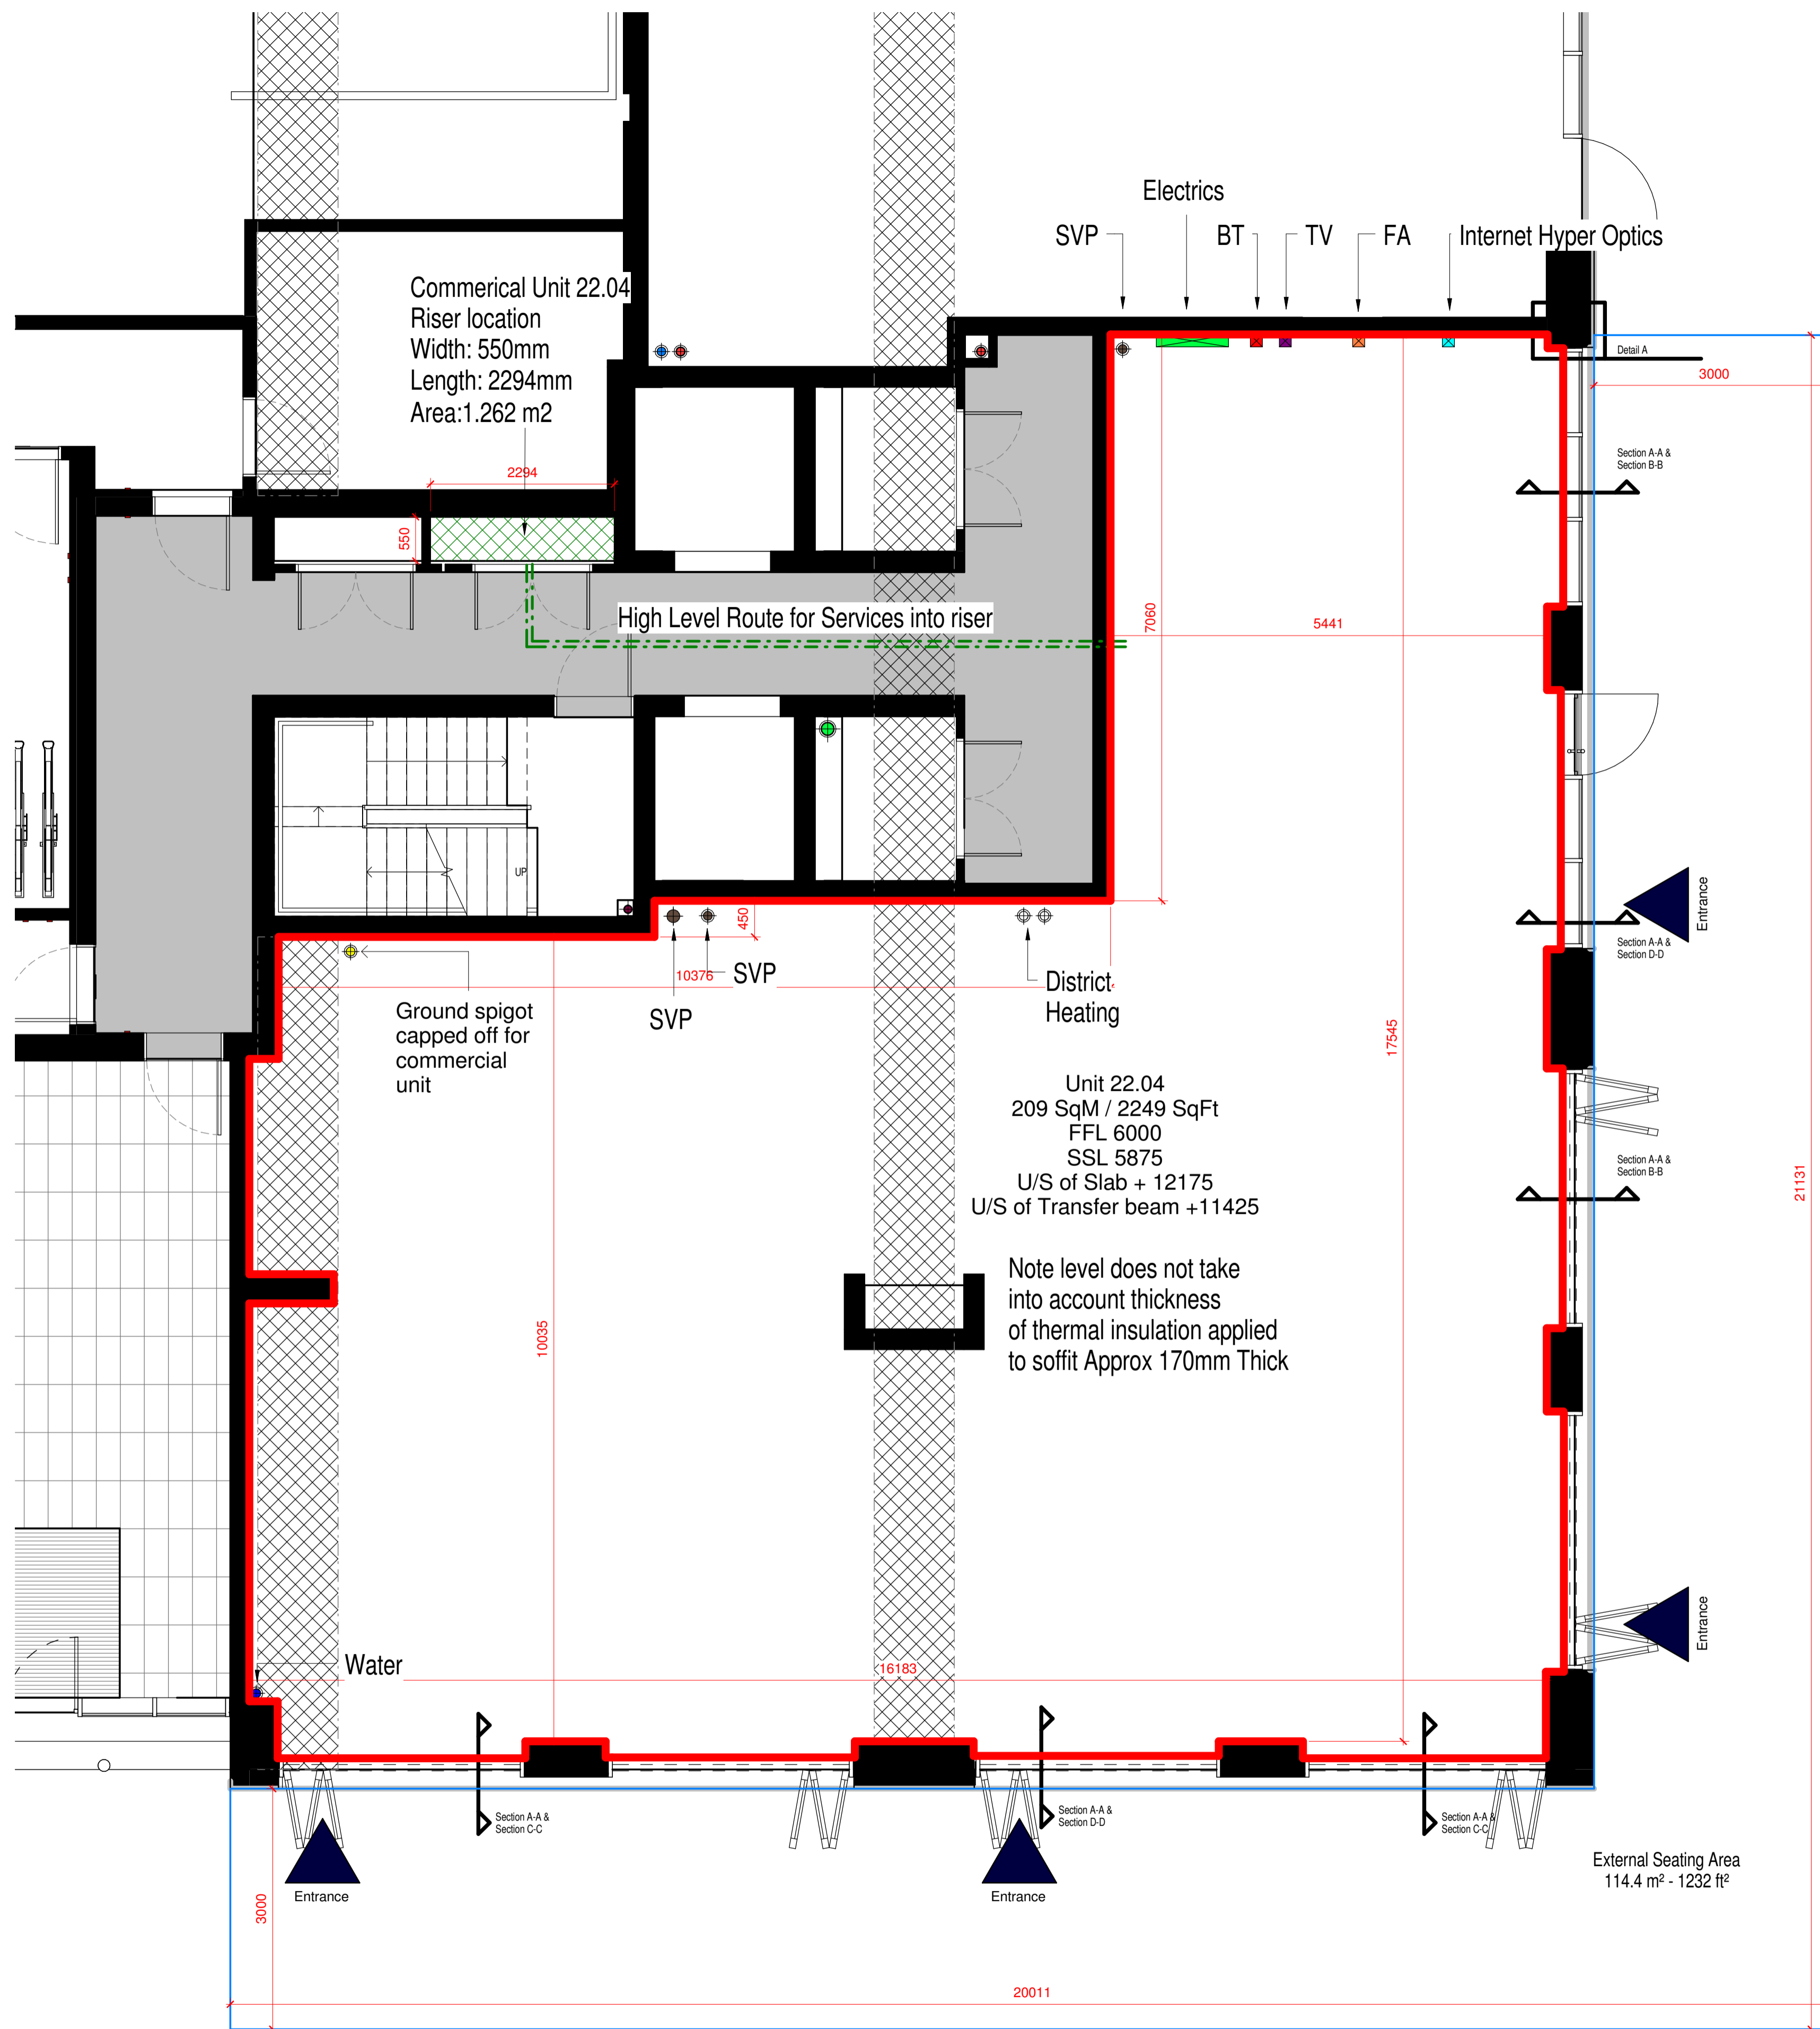 Electrics
SVP
BT
TV
FA
Internet Hyper Optics
Commerical Unit 22.04
Riser location
Width: 550mm
Length: 2294mm
Area:1.262 m2
Detail A
3000
Section A-A &
Section B-B
2294
550
High Level Route for Services into riser
7060
5441
UP
Entrance
450
Section A-A &
Section D-D
10376
SVP
SVP
District
Heating
Ground spigot
capped off for
commercial
unit
17545
Unit 22.04
209 SqM / 2249 SqFt
FFL 6000
SSL 5875
U/S of Slab + 12175
U/S of Transfer beam +11425
Section A-A &
Section B-B
21131
Note level does not take
into account thickness
of thermal insulation applied
to soffit Approx 170mm Thick
10035
Entrance
Water
16183
Section A-A &
Section C-C
Section A-A &
Section D-D
Section A-A &
Section C-C
External Seating Area
114.4 m² - 1232 ft²
Entrance
Entrance
3000
20011